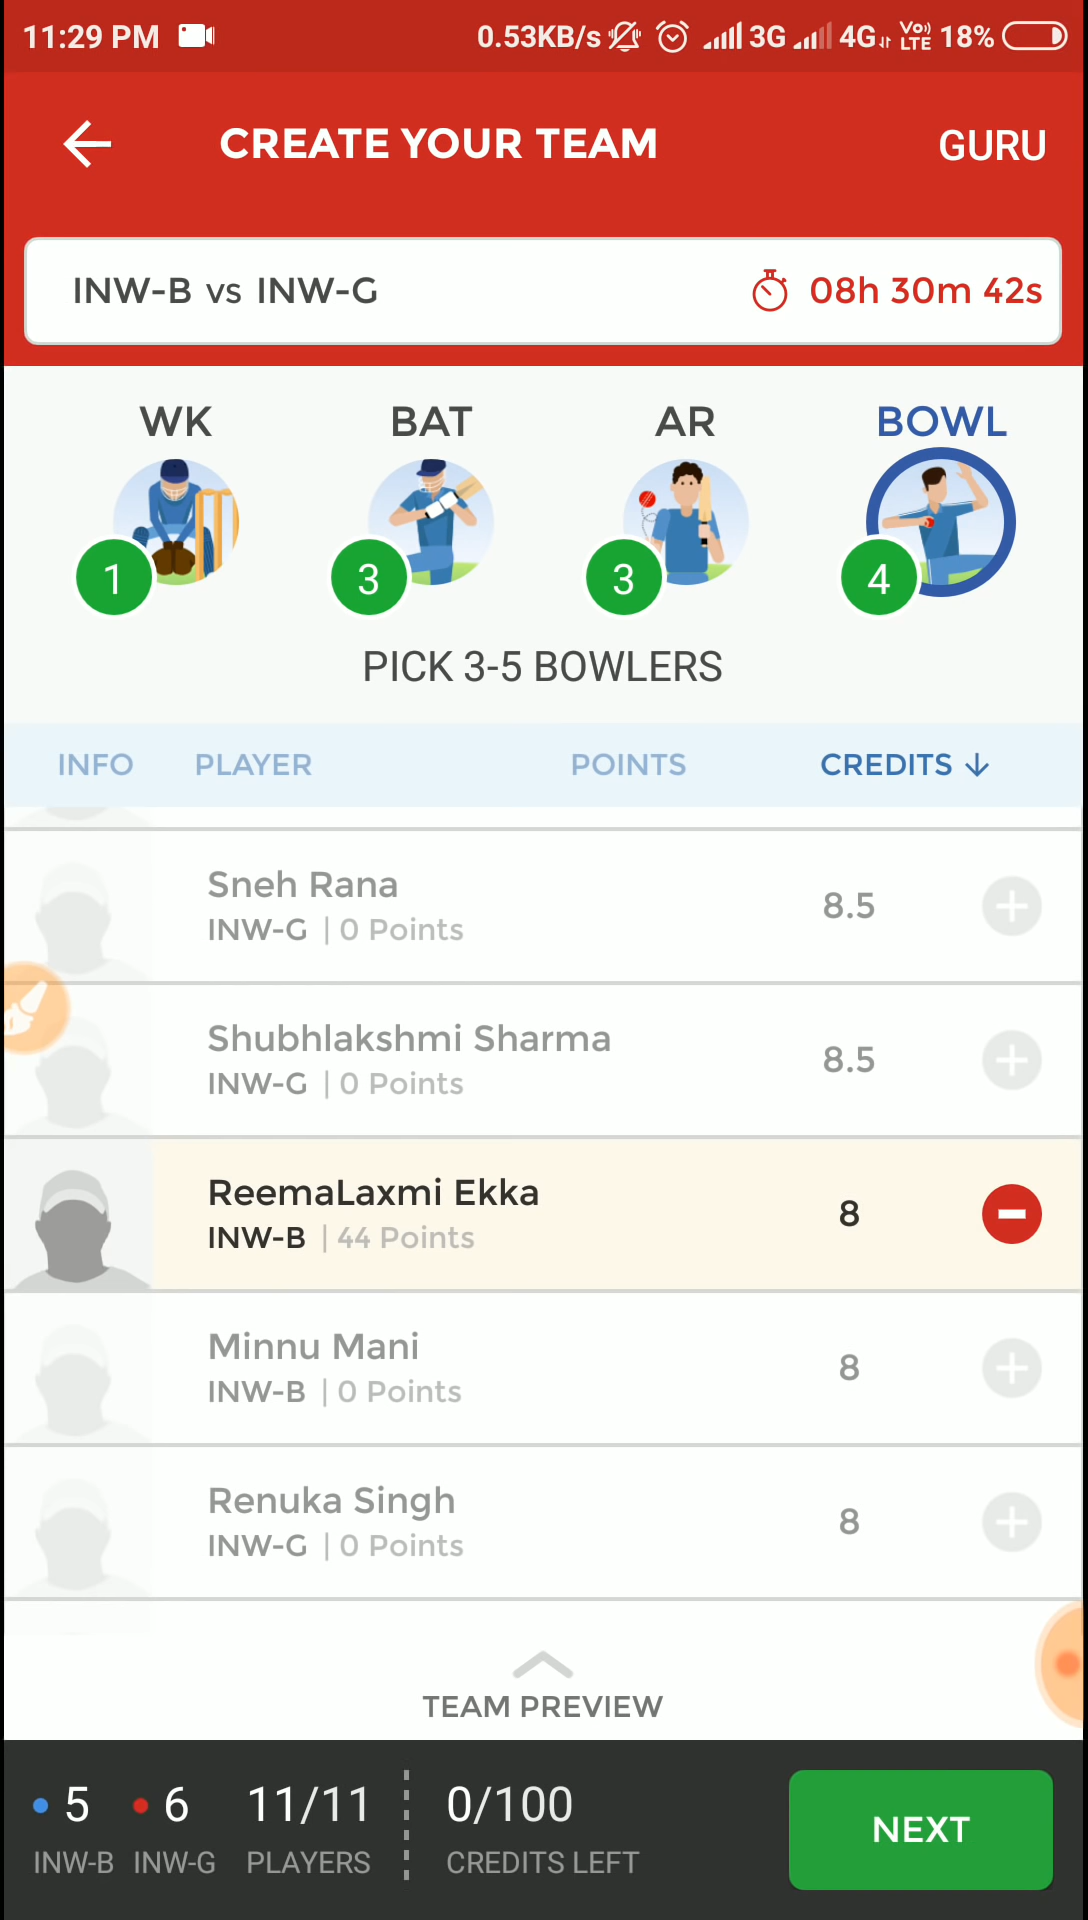 11:29 PM 0.53KB/s 3G 4G VoLTE 18%
CREATE YOUR TEAM GURU
INW-B vs INW-G 08h 30m 42s
WK BAT AR BOWL
1 3 3 4
PICK 3-5 BOWLERS
INFO PLAYER POINTS CREDITS ↓
Sneh Rana
INW-G | 0 Points
8.5
Shubhlakshmi Sharma
INW-G | 0 Points
8.5
ReemaLaxmi Ekka
INW-B | 44 Points
8
Minnu Mani
INW-B | 0 Points
8
Renuka Singh
INW-G | 0 Points
8
TEAM PREVIEW
5 6 11/11 0/100
INW-B INW-G PLAYERS CREDITS LEFT
NEXT